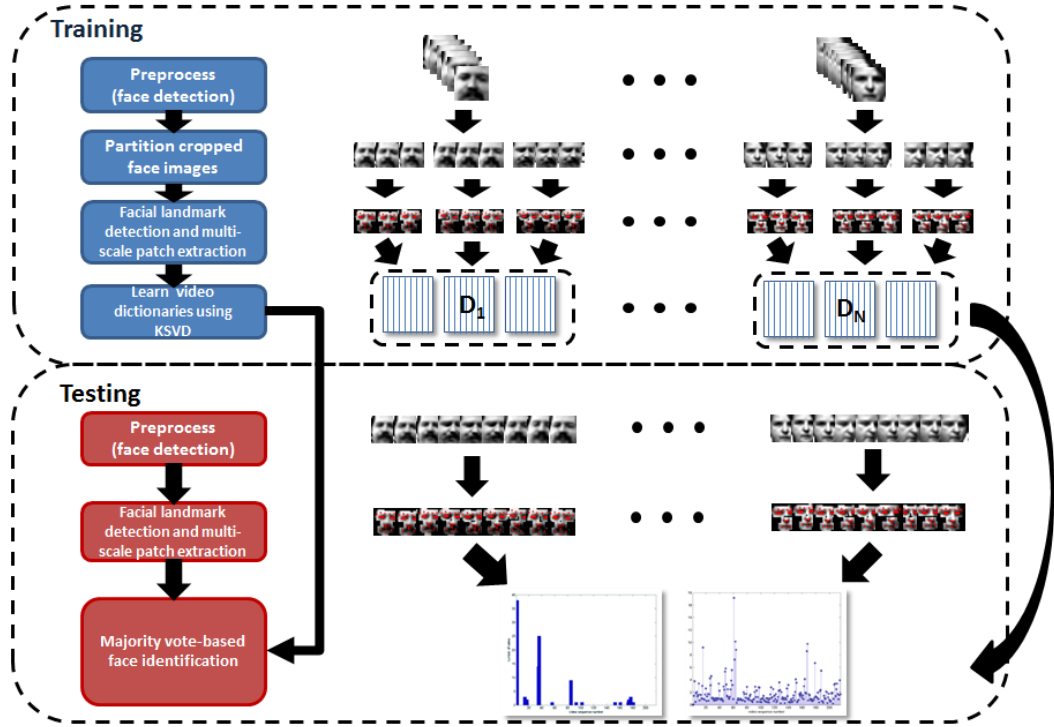 Training
Preprocess
(face detection)
Partition cropped
face images
Facial landmark
detection and multi-
scale patch extraction
Learn video
dictionaries using
KSVD
D1
DN
Testing
Preprocess
(face detection)
Facial landmark
detection and multi-
scale patch extraction
Majority vote-based
face identification